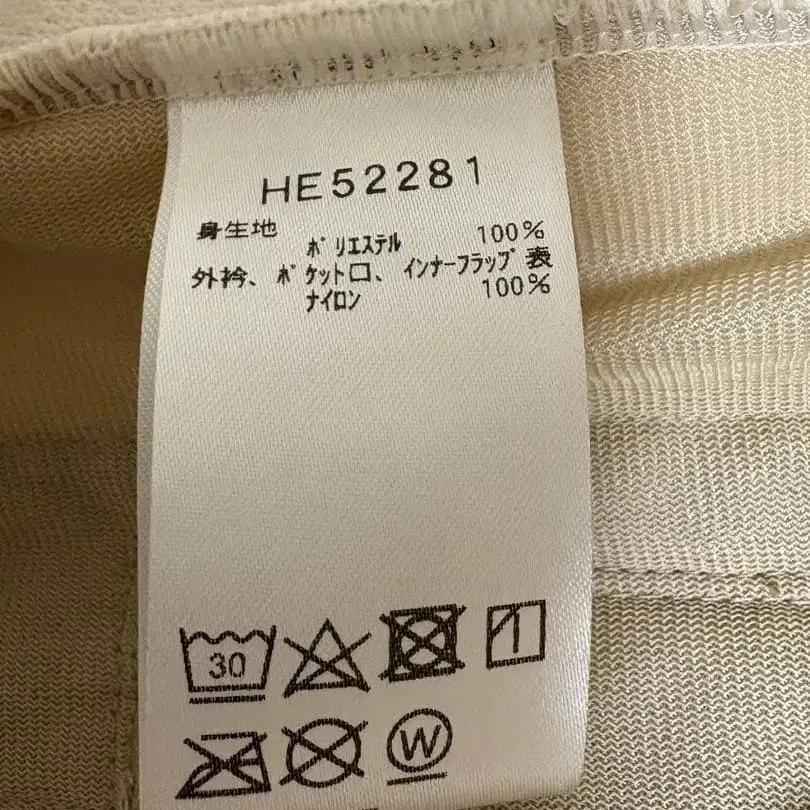 HE52281
身生地
ポリエステル 100%
外衿、ポケット口、インナーフラップ表
ナイロン 100%
30
W